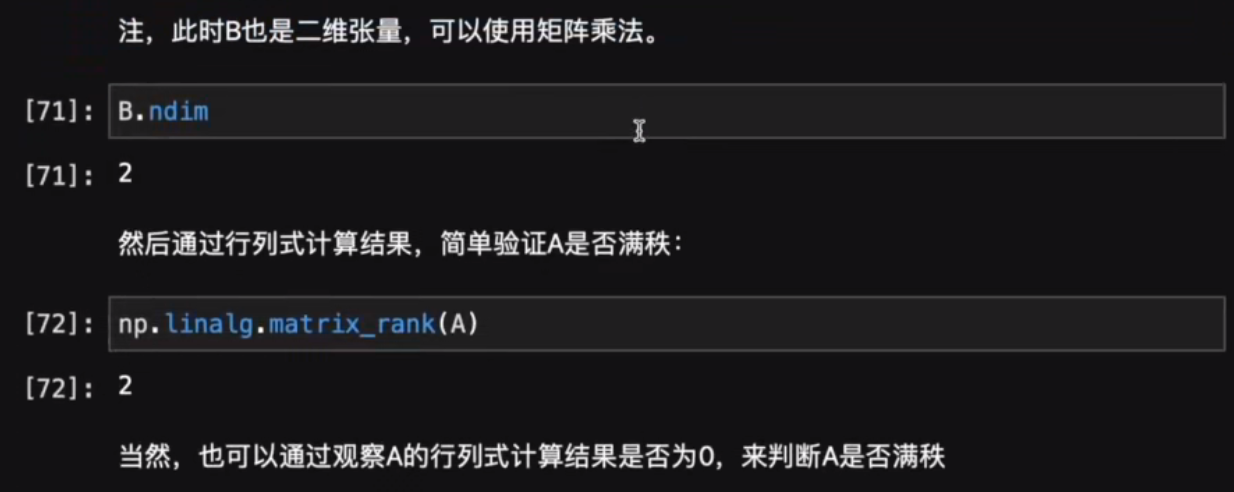 注，此时B也是二维张量，可以使用矩阵乘法。
[71]: B.ndim
[71]: 2
然后通过行列式计算结果，简单验证A是否满秩：
[72]: np.linalg.matrix_rank(A)
[72]: 2
当然，也可以通过观察A的行列式计算结果是否为0，来判断A是否满秩